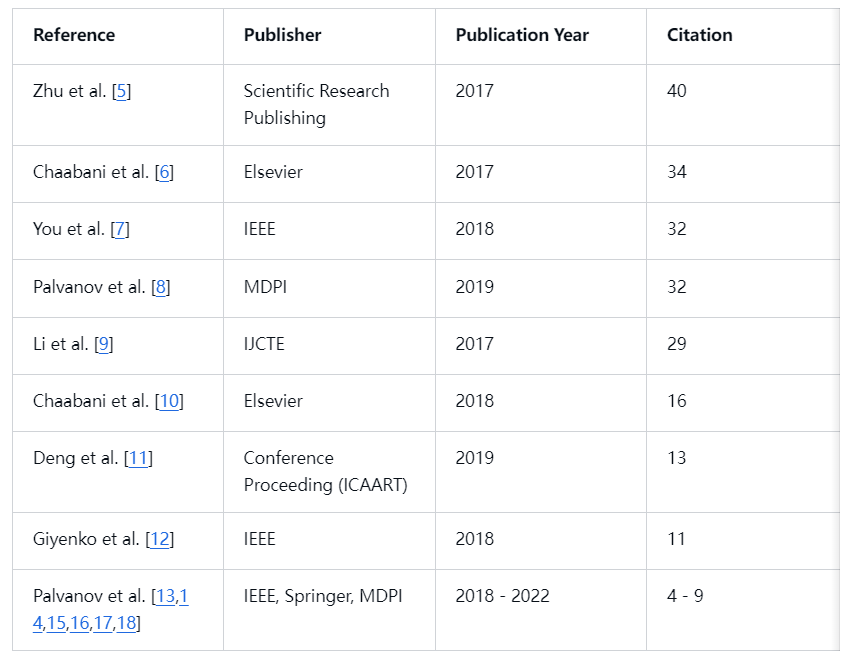 Reference Publisher Publication Year Citation
Zhu et al. [5] Scientific Research 2017 40
Publishing
Chaabani et al. [6] Elsevier 2017 34
You et al. [7] IEEE 2018 32
Palvanov et al. [8] MDPI 2019 32
Li et al. [9] IJCTE 2017 29
Chaabani et al. [10] Elsevier 2018 16
Deng et al. [11] Conference 2019 13
Proceeding (ICAART)
Giyenko et al. [12] IEEE 2018 11
Palvanov et al. [13,1 IEEE, Springer, MDPI 2018 - 2022 4 - 9
4,15,16,17,18]